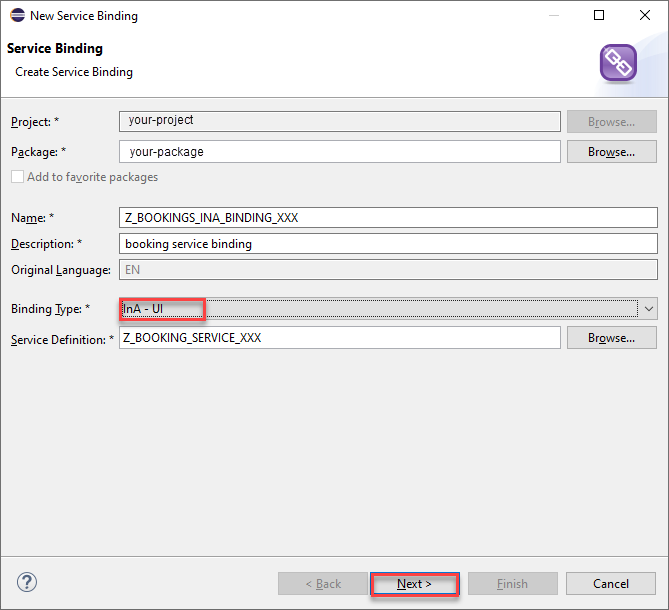 New Service Binding
Service Binding
Create Service Binding
Project: * your-project Browse...
Package: * your-package Browse...
Add to favorite packages
Name: * Z_BOOKINGS_INA_BINDING_XXX
Description: * booking service binding
Original Language: EN
Binding Type: * InA - UI
Service Definition: * Z_BOOKING_SERVICE_XXX Browse...
? < Back Next > Finish Cancel